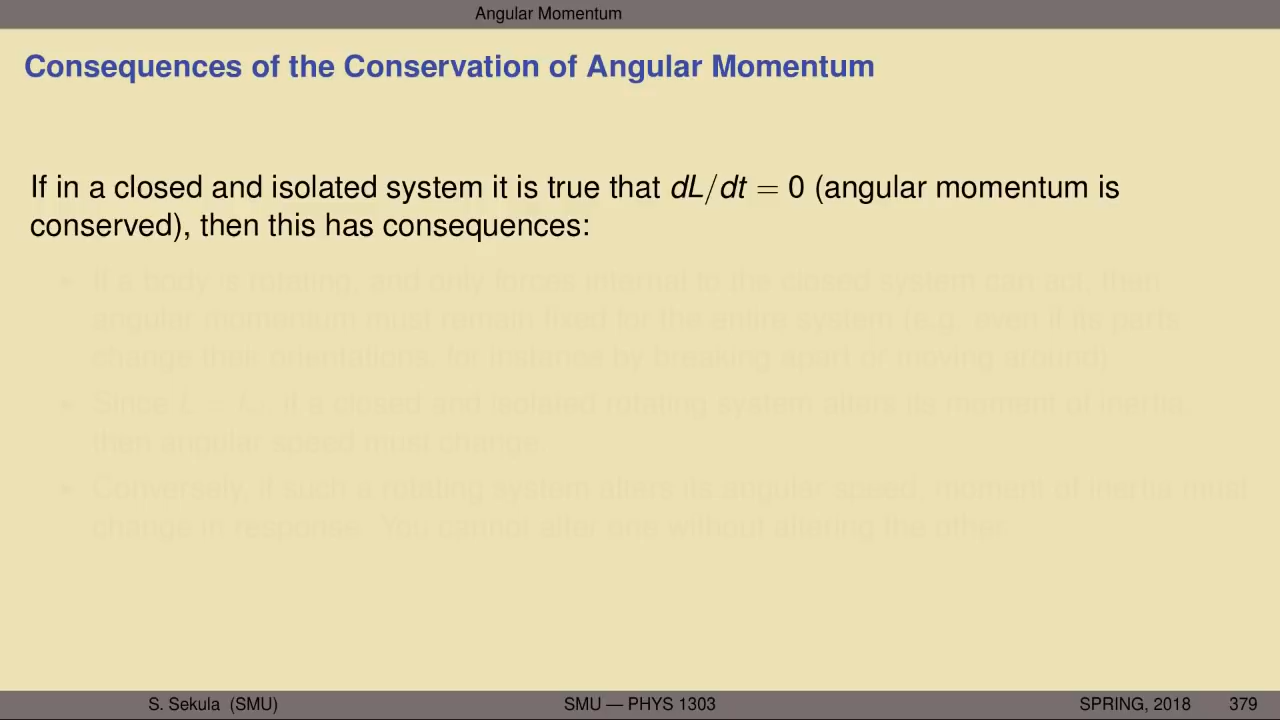 Angular Momentum
Consequences of the Conservation of Angular Momentum
If in a closed and isolated system it is true that dL/dt = 0 (angular momentum is
conserved), then this has consequences:
If a body is rotating, and only forces internal to the closed system can act, then
angular momentum must remain fixed for the entire system (e.g. even if its parts
change their orientations, for instance by breaking apart or moving around)
Since L = Iω, if a closed and isolated rotating system alters its moment of inertia,
then angular speed must change.
Conversely, if such a rotating system alters its angular speed, moment of inertia must
change in response. You cannot alter one without altering the other.
S. Sekula (SMU) SMU — PHYS 1303 SPRING, 2018 379